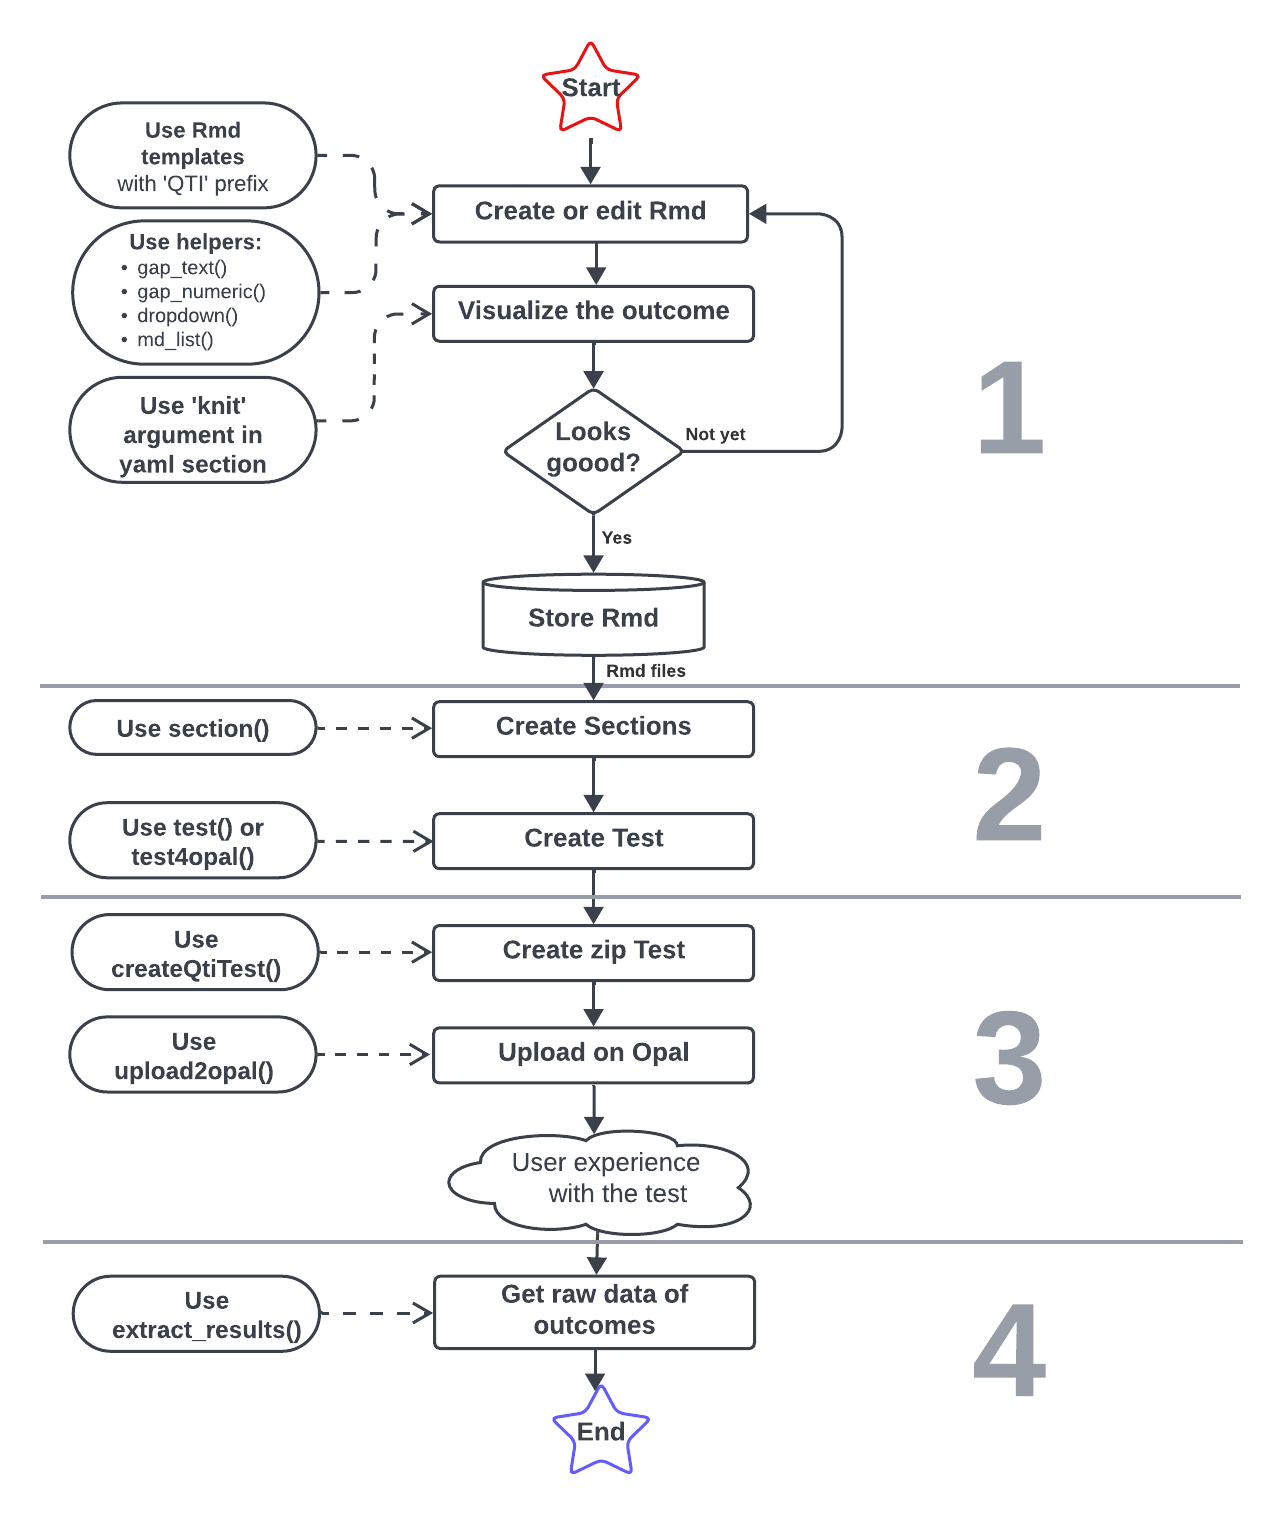 Start
Use Rmd
templates
with 'QTI' prefix
Create or edit Rmd
Use helpers:
• gap_text()
• gap_numeric()
• dropdown()
• md_list()
Visualize the outcome
Use 'knit'
argument in
yaml section
Looks
goood?
Not yet
1
Yes
Store Rmd
Rmd files
Use section()
Create Sections
2
Use test() or
test4opal()
Create Test
Use
createQtiTest()
Create zip Test
Use
upload2opal()
Upload on Opal
3
User experience
with the test
Use
extract_results()
Get raw data of
outcomes
4
End